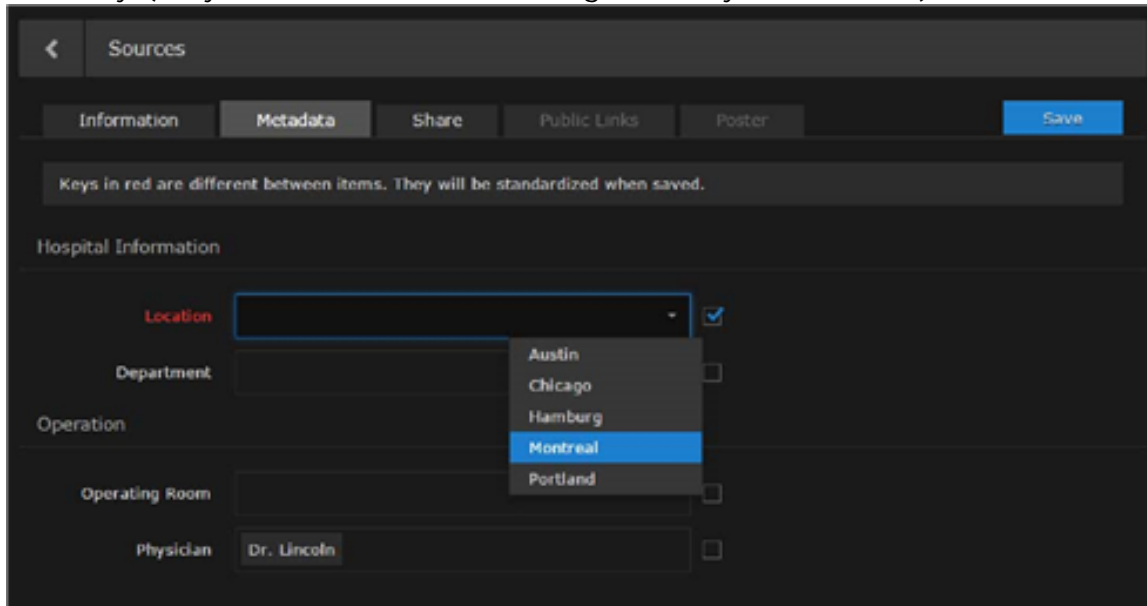 Sources
Information Metadata Share Public Links Poster Save
Keys in red are different between items. They will be standardized when saved.
Hospital Information
Location
Austin
Department
Chicago
Hamburg
Operation
Montreal
Portland
Operating Room
Physician Dr. Lincoln